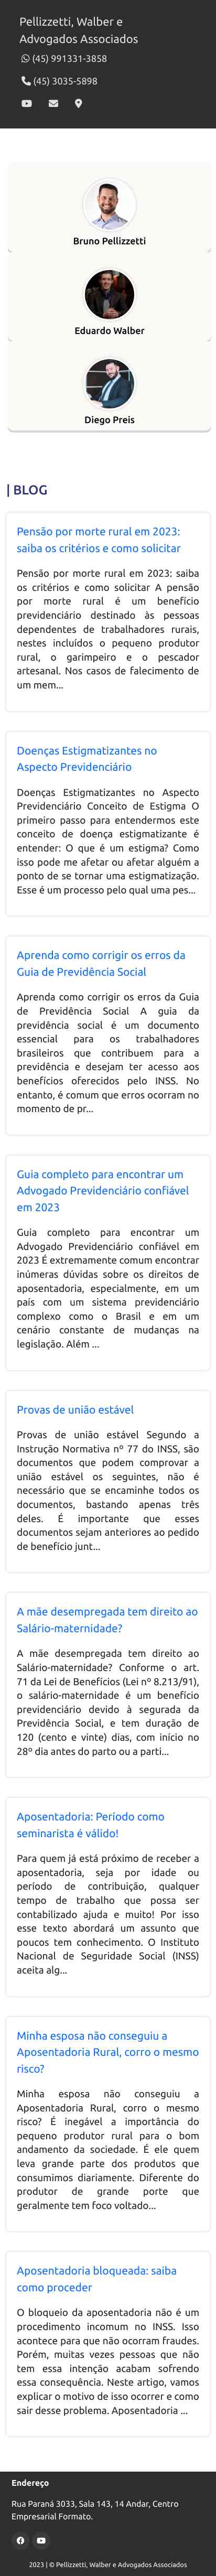 Pellizzetti, Walber e
Advogados Associados
(45) 991331-3858
(45) 3035-5898
Bruno Pellizzetti
Eduardo Walber
Diego Preis
| BLOG
Pensão por morte rural em 2023:
saiba os critérios e como solicitar
Pensão por morte rural em 2023: saiba
os critérios e como solicitar A pensão
por morte rural é um benefício
previdenciário destinado às pessoas
dependentes de trabalhadores rurais,
nestes incluídos o pequeno produtor
rural, o garimpeiro e o pescador
artesanal. Nos casos de falecimento de
um mem...
Doenças Estigmatizantes no
Aspecto Previdenciário
Doenças Estigmatizantes no Aspecto
Previdenciário Conceito de Estigma O
primeiro passo para entendermos este
conceito de doença estigmatizante é
entender: O que é um estigma? Como
isso pode me afetar ou afetar alguém a
ponto de se tornar uma estigmatização.
Esse é um processo pelo qual uma pes...
Aprenda como corrigir os erros da
Guia de Previdência Social
Aprenda como corrigir os erros da Guia
de Previdência Social A guia da
previdência social é um documento
essencial para os trabalhadores
brasileiros que contribuem para a
previdência e desejam ter acesso aos
benefícios oferecidos pelo INSS. No
entanto, é comum que erros ocorram no
momento de pr...
Guia completo para encontrar um
Advogado Previdenciário confiável
em 2023
Guia completo para encontrar um
Advogado Previdenciário confiável em
2023 É extremamente comum encontrar
inúmeras dúvidas sobre os direitos de
aposentadoria, especialmente, em um
país com um sistema previdenciário
complexo como o Brasil e em um
cenário constante de mudanças na
legislação. Além ...
Provas de união estável
Provas de união estável Segundo a
Instrução Normativa nº 77 do INSS, são
documentos que podem comprovar a
união estável os seguintes, não é
necessário que se encaminhe todos os
documentos, bastando apenas três
deles. É importante que esses
documentos sejam anteriores ao pedido
de benefício junt...
A mãe desempregada tem direito ao
Salário-maternidade?
A mãe desempregada tem direito ao
Salário-maternidade? Conforme o art.
71 da Lei de Benefícios (Lei nº 8.213/91),
o salário-maternidade é um benefício
previdenciário devido à segurada da
Previdência Social, e tem duração de
120 (cento e vinte) dias, com início no
28º dia antes do parto ou a parti...
Aposentadoria: Período como
seminarista é válido!
Para quem já está próximo de receber a
aposentadoria, seja por idade ou
período de contribuição, qualquer
tempo de trabalho que possa ser
contabilizado ajuda e muito! Por isso
esse texto abordará um assunto que
poucos tem conhecimento. O Instituto
Nacional de Seguridade Social (INSS)
aceita alg...
Minha esposa não conseguiu a
Aposentadoria Rural, corro o mesmo
risco?
Minha esposa não conseguiu a
Aposentadoria Rural, corro o mesmo
risco? É inegável a importância do
pequeno produtor rural para o bom
andamento da sociedade. É ele quem
leva grande parte dos produtos que
consumimos diariamente. Diferente do
produtor de grande porte que
geralmente tem foco voltado...
Aposentadoria bloqueada: saiba
como proceder
O bloqueio da aposentadoria não é um
procedimento incomum no INSS. Isso
acontece para que não ocorram fraudes.
Porém, muitas vezes pessoas que não
tem essa intenção acabam sofrendo
essa consequência. Neste artigo, vamos
explicar o motivo de isso ocorrer e como
sair desse problema. Aposentadoria ...
Endereço
Rua Paraná 3033, Sala 143, 14 Andar, Centro
Empresarial Formato.
2023 | © Pellizzetti, Walber e Advogados Associados